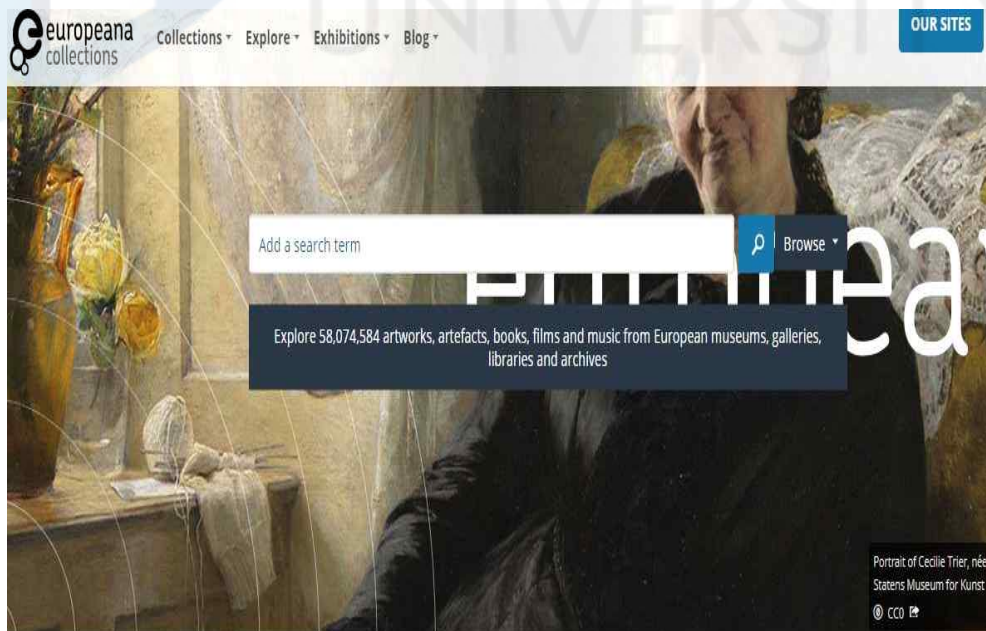 UNIVERSIT
europeana
collections
Collections
Explore
Exhibitions
Blog
OUR SITES
Add a search term
Browse
Explore 58,074,584 artworks, artefacts, books, films and music from European museums, galleries,
libraries and archives
Portrait of Cecilie Trier, née
Statens Museum for Kunst
CC0